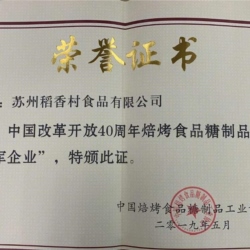 荣誉证书
：苏州稻香村食品有限公司
中国改革开放40周年焙烤食品糖制品
军企业”，特颁此证。
中国焙烤食品糖制品工业
二〇一九年五月